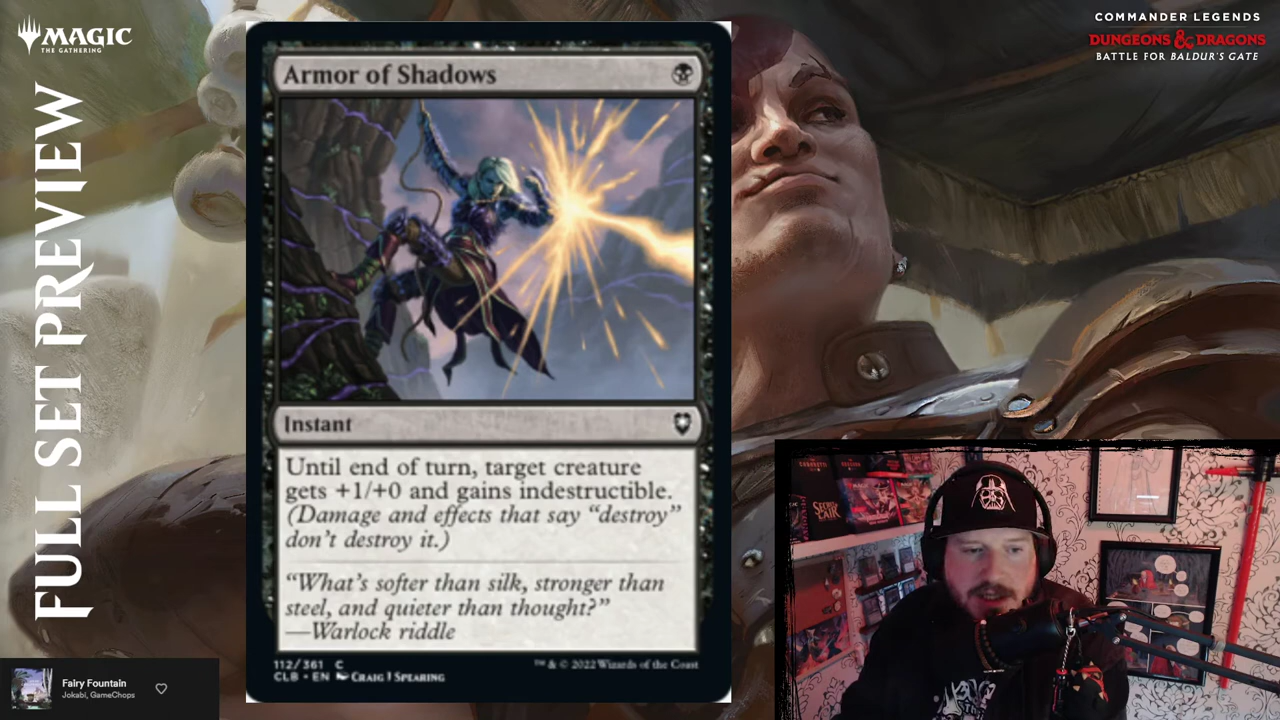 MAGIC
THE GATHERING
FULL SET PREVIEW
COMMANDER LEGENDS
DUNGEONS & DRAGONS
BATTLE FOR BALDUR'S GATE
Armor of Shadows
Instant
Until end of turn, target creature
gets +1/+0 and gains indestructible.
(Damage and effects that say "destroy"
don't destroy it.)
"What's softer than silk, stronger than
steel, and quieter than thought?"
—Warlock riddle
112/361 C
CLB • EN CRAIG J SPEARING
™ & © 2022 Wizards of the Coast
Fairy Fountain
Jokabi, GameChops
SECRET
LAIR